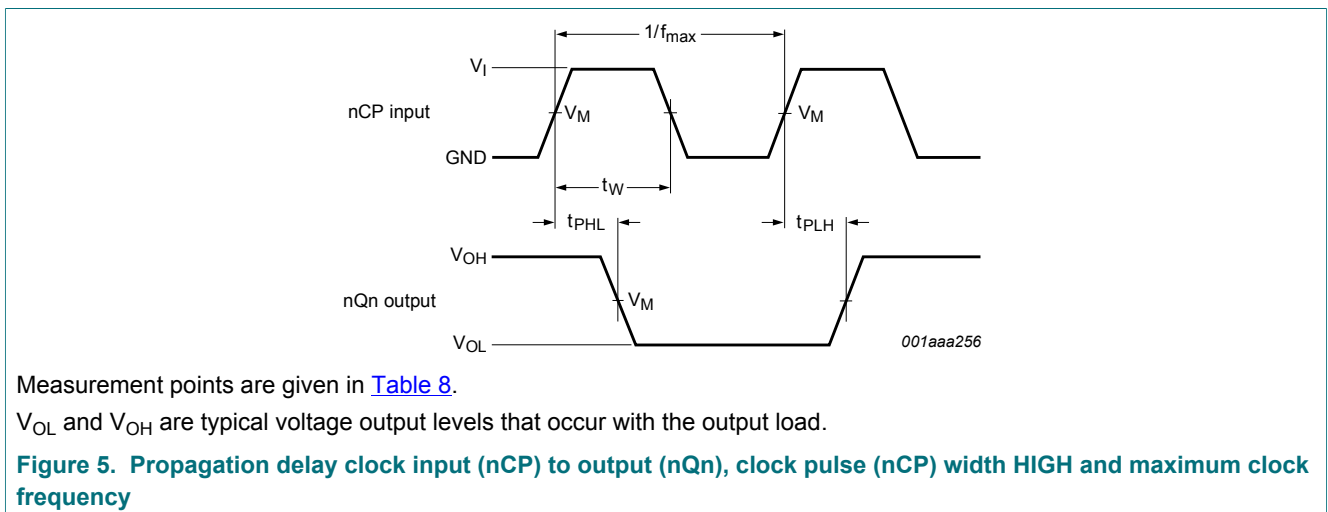 1/fmax
VI
nCP input
VM
VM
GND
tW
tPHL
tPLH
VOH
nQn output
VM
VOL
001aaa256
Measurement points are given in Table 8.
VOL and VOH are typical voltage output levels that occur with the output load.
Figure 5. Propagation delay clock input (nCP) to output (nQn), clock pulse (nCP) width HIGH and maximum clock
frequency